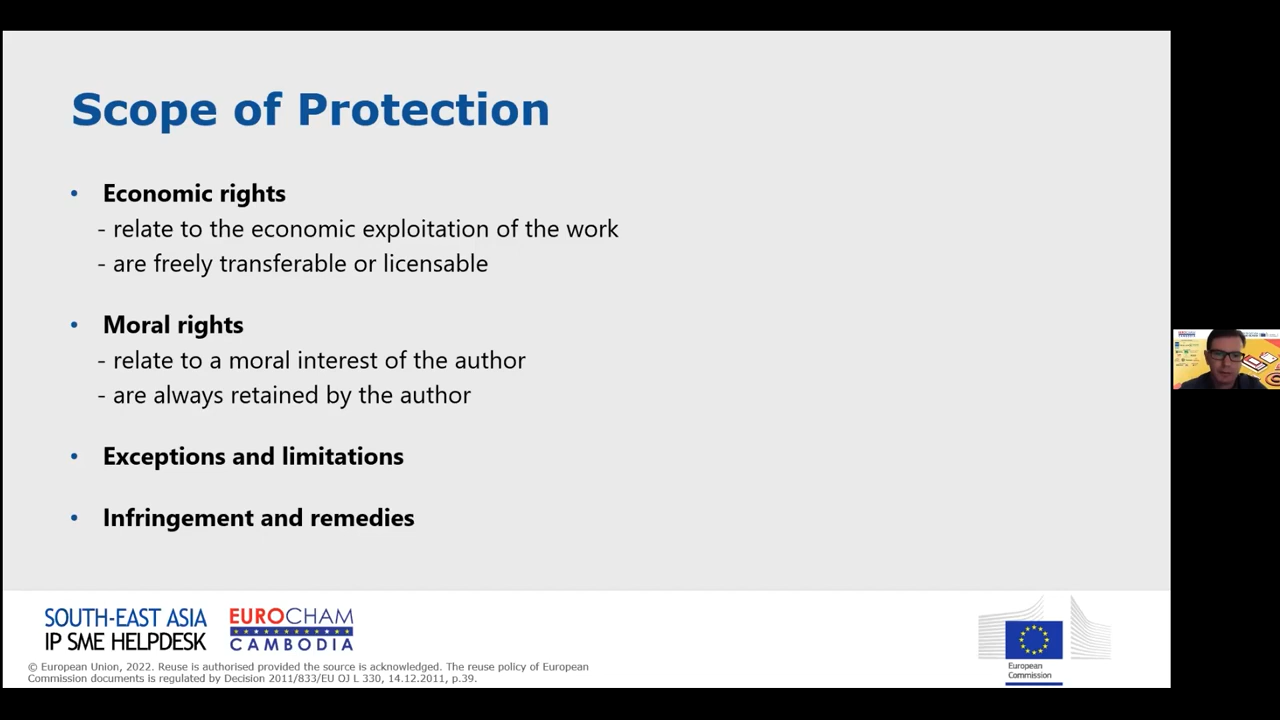 Scope of Protection
• Economic rights
- relate to the economic exploitation of the work
- are freely transferable or licensable
• Moral rights
- relate to a moral interest of the author
- are always retained by the author
• Exceptions and limitations
• Infringement and remedies
SOUTH-EAST ASIA
IP SME HELPDESK
EUROCHAM
CAMBODIA
© European Union, 2022. Reuse is authorised provided the source is acknowledged. The reuse policy of European
Commission documents is regulated by Decision 2011/833/EU OJ L 330, 14.12.2011, p.39.
European
Commission